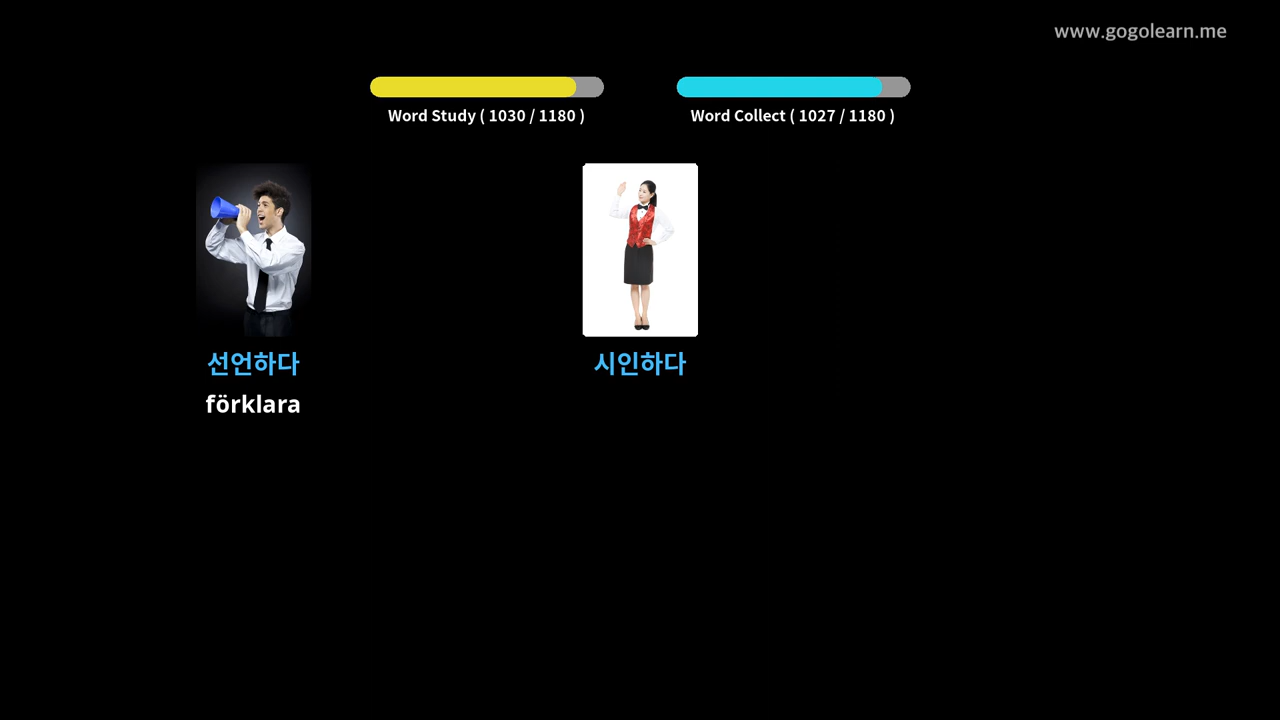 www.gogolearn.me
Word Study ( 1030 / 1180 )
Word Collect ( 1027 / 1180 )
선언하다
시인하다
förklara